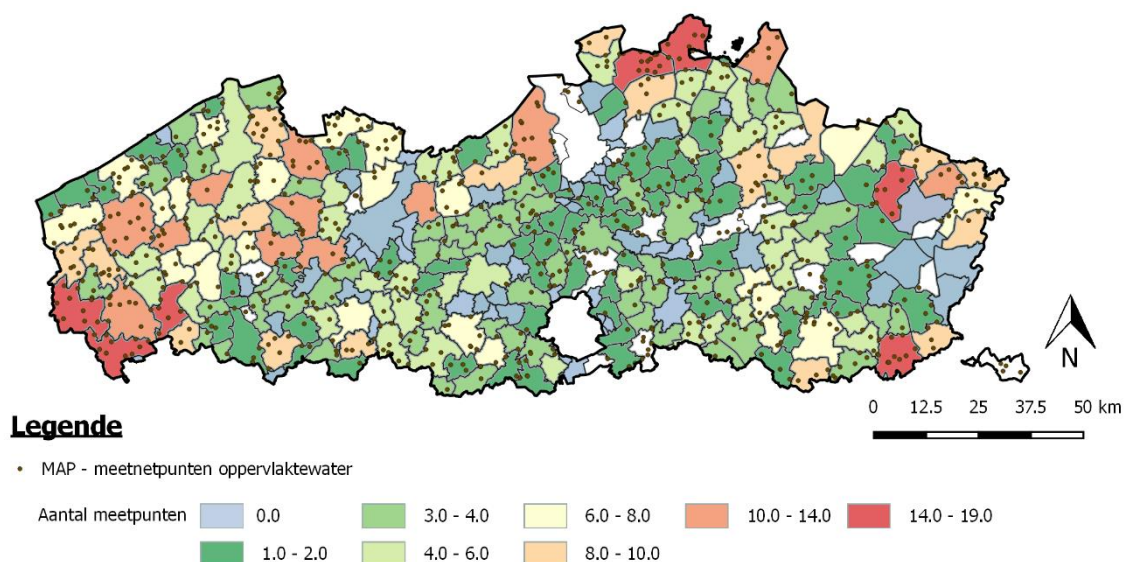 N
0 12.5 25 37.5 50 km
Legende
MAP - meetnetpunten oppervlaktewater
Aantal meetpunten 0.0 3.0 - 4.0 6.0 - 8.0 10.0 - 14.0 14.0 - 19.0
1.0 - 2.0 4.0 - 6.0 8.0 - 10.0